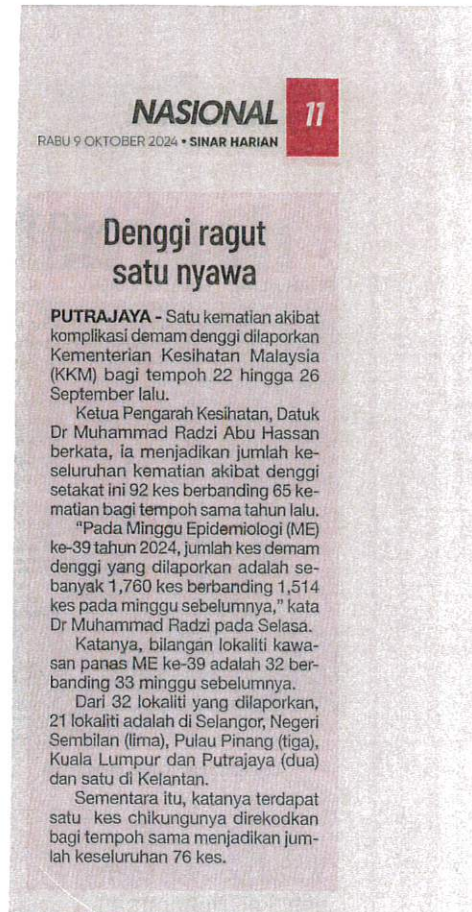 NASIONAL 11
RABU 9 OKTOBER 2024 • SINAR HARIAN
Denggi ragut
satu nyawa
PUTRAJAYA - Satu kematian akibat
komplikasi demam denggi dilaporkan
Kementerian Kesihatan Malaysia
(KKM) bagi tempoh 22 hingga 26
September lalu.
Ketua Pengarah Kesihatan, Datuk
Dr Muhammad Radzi Abu Hassan
berkata, ia menjadikan jumlah ke-
seluruhan kematian akibat denggi
setakat ini 92 kes berbanding 65 ke-
matian bagi tempoh sama tahun lalu.
"Pada Minggu Epidemiologi (ME)
ke-39 tahun 2024, jumlah kes demam
denggi yang dilaporkan adalah se-
banyak 1,760 kes berbanding 1,514
kes pada minggu sebelumnya," kata
Dr Muhammad Radzi pada Selasa.
Katanya, bilangan lokaliti kawa-
san panas ME ke-39 adalah 32 ber-
banding 33 minggu sebelumnya.
Dari 32 lokaliti yang dilaporkan,
21 lokaliti adalah di Selangor, Negeri
Sembilan (lima), Pulau Pinang (tiga),
Kuala Lumpur dan Putrajaya (dua)
dan satu di Kelantan.
Sementara itu, katanya terdapat
satu kes chikungunya direkodkan
bagi tempoh sama menjadikan jum-
lah keseluruhan 76 kes.